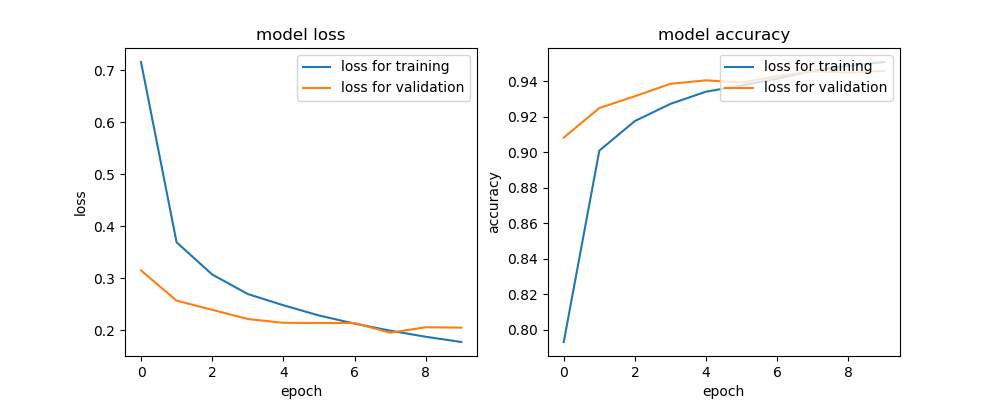 model loss
loss for training
loss for validation
0.7
0.6
0.5
0.4
0.3
0.2
loss
0 2 4 6 8
epoch
model accuracy
loss for training
loss for validation
0.94
0.92
0.90
0.88
0.86
0.84
0.82
0.80
accuracy
0 2 4 6 8
epoch